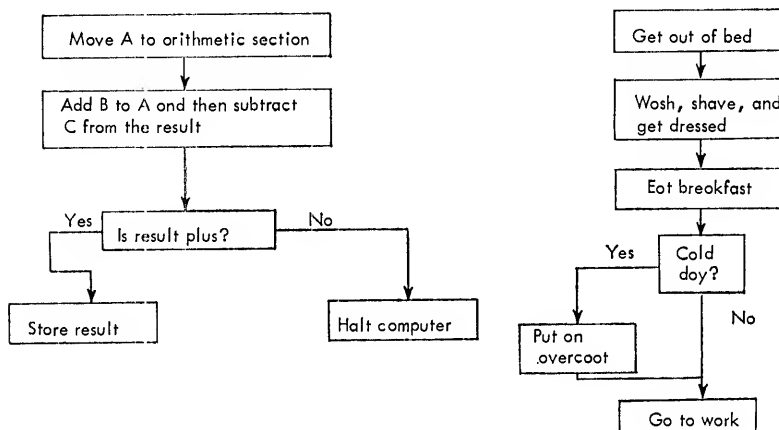 Move A to orithmetic section
Add B to A ond then subtract
C from the result
Yes
Is result plus?
No
Store result
Halt computer
Get out of bed
Wosh, shave, and
get dressed
Eot breokfast
Yes
Cold
doy?
No
Put on
.overcoot
Go to work